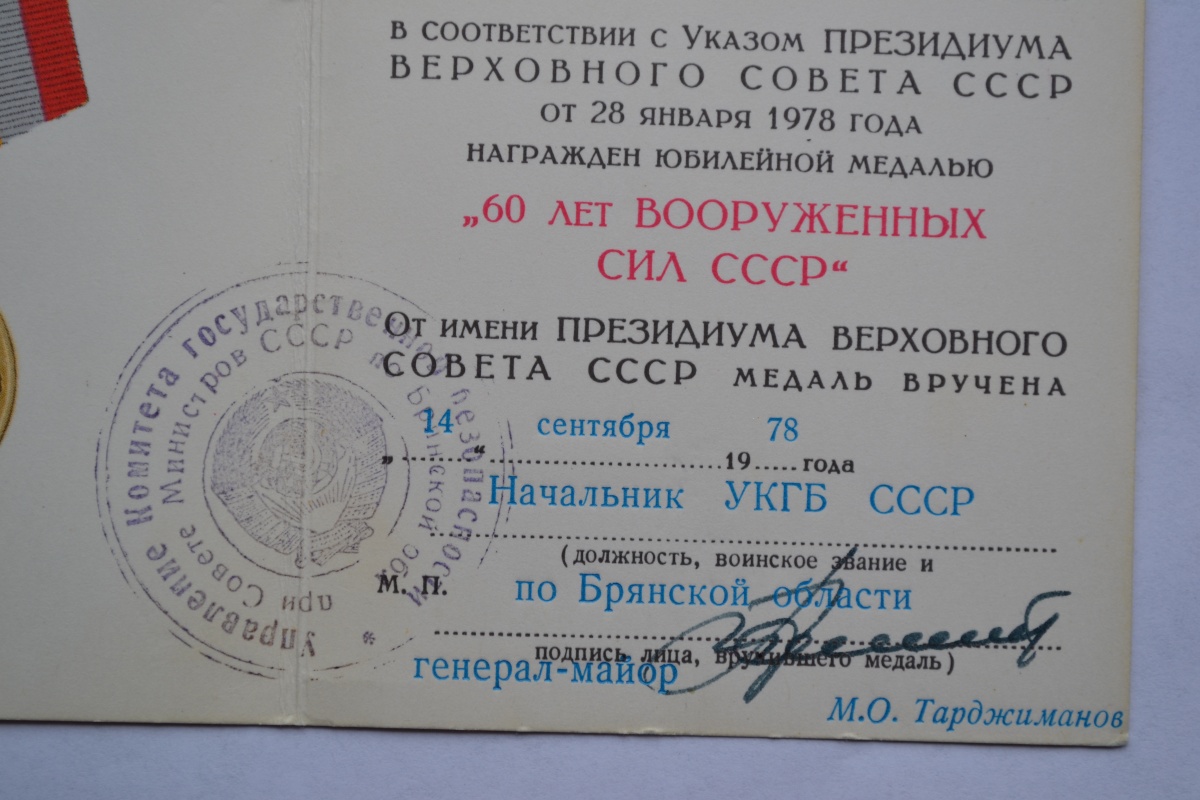 В СООТВЕТСТВИИ С УКАЗОМ ПРЕЗИДИУМА
ВЕРХОВНОГО СОВЕТА СССР
ОТ 28 ЯНВАРЯ 1978 ГОДА
НАГРАЖДЕН ЮБИЛЕЙНОЙ МЕДАЛЬЮ
„60 ЛЕТ ВООРУЖЕННЫХ
СИЛ СССР“
ОТ ИМЕНИ ПРЕЗИДИУМА ВЕРХОВНОГО
СОВЕТА СССР МЕДАЛЬ ВРУЧЕНА
14 сентября 78
„.....“..............................19.....года
Начальник УКГБ СССР
(должность, воинское звание и
М. П. по Брянской области
подпись лица, вручившего медаль)
генерал-майор
М.О. Тарджиманов
Управление Комитета государственной безопасности
при Совете Министров СССР по Брянской обл.